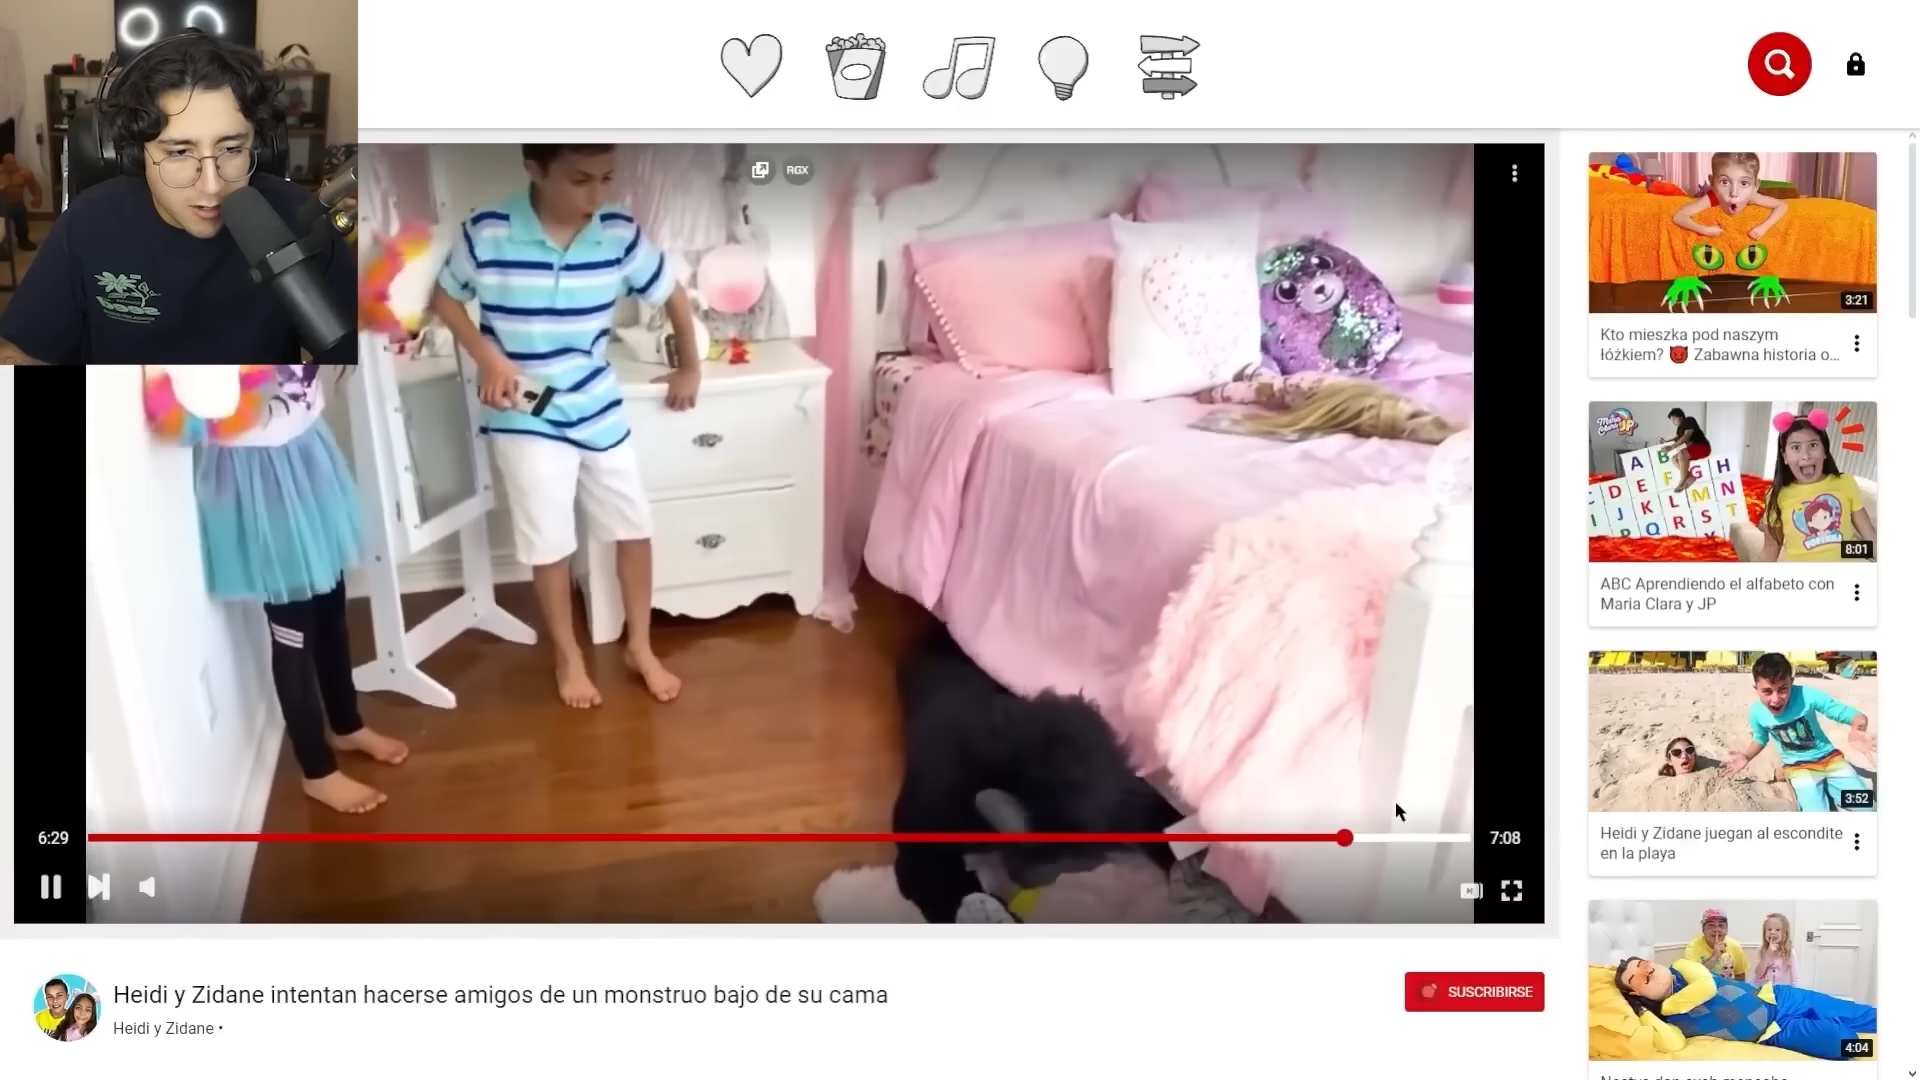 RGX
6:29
7:08
Heidi y Zidane intentan hacerse amigos de un monstruo bajo de su cama
Heidi y Zidane •
SUSCRIBIRSE
3:21
Kto mieszka pod naszym
łóżkiem? 👿 Zabawna historia o...
A B G H
C D E F M N
I J K L R S T
P Q
8:01
ABC Aprendiendo el alfabeto con
Maria Clara y JP
3:52
Heidi y Zidane juegan al escondite
en la playa
4:04